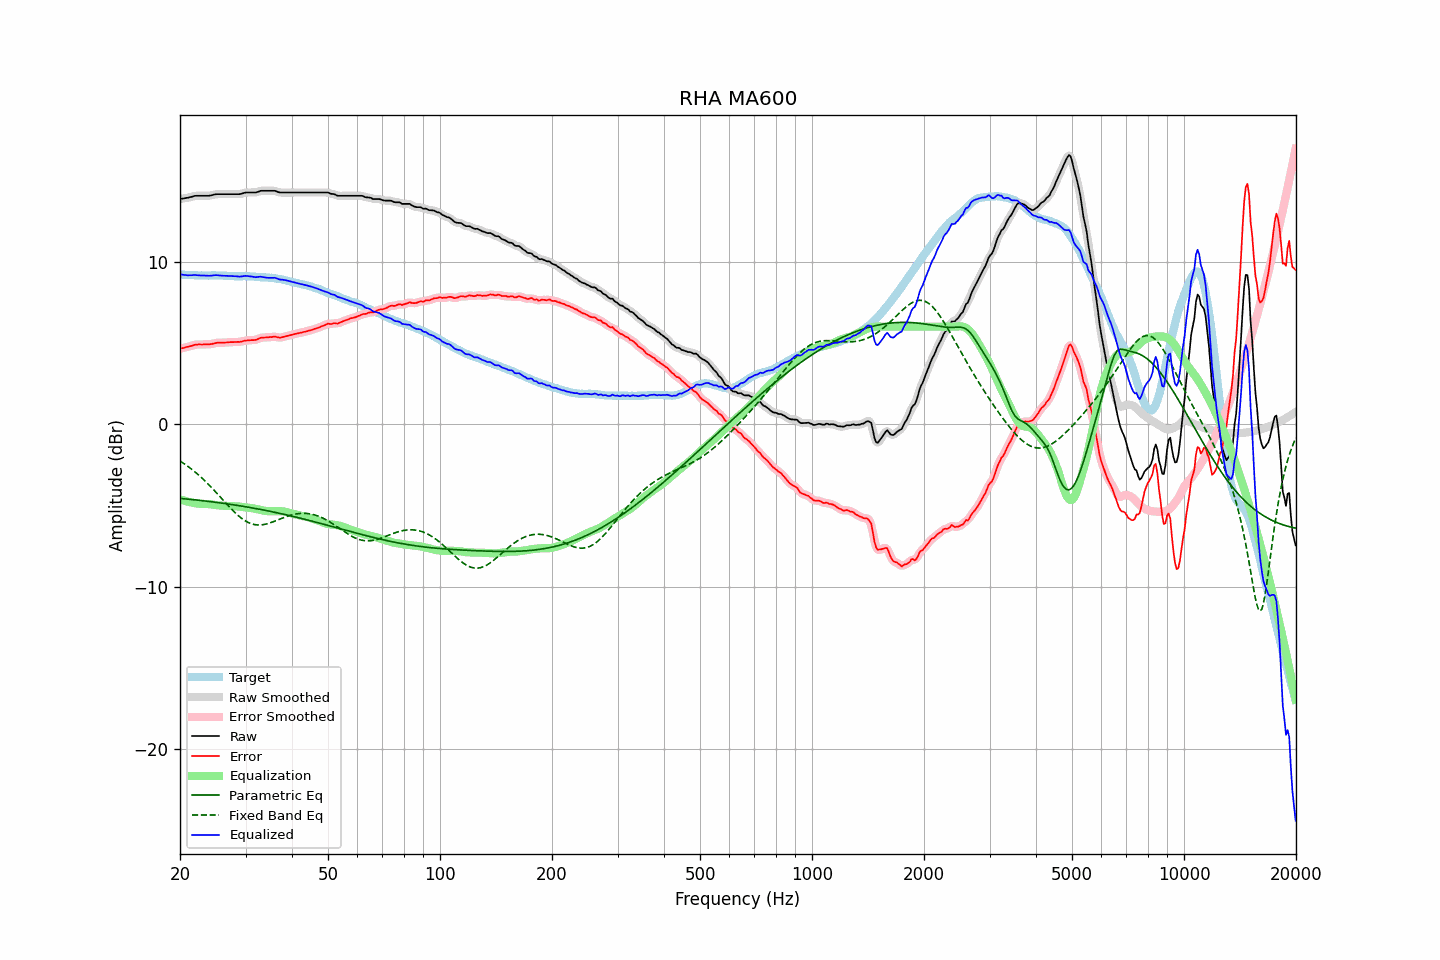 RHA MA600
Amplitude (dBr)
10
0
−10
−20
Target
Raw Smoothed
Error Smoothed
Raw
Error
Equalization
Parametric Eq
Fixed Band Eq
Equalized
20 50 100 200 500 1000 2000 5000 10000 20000
Frequency (Hz)